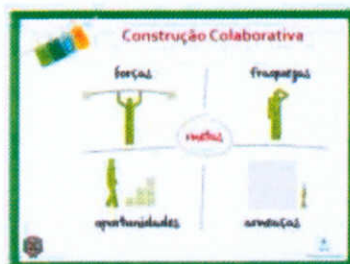 Construção Colaborativa
forças
fraquezas
metas
oportunidades
ameaças